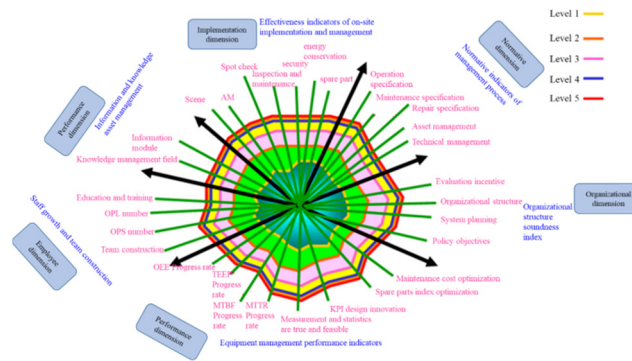 Implementation
dimension
Effectiveness indicators of on-site
implementation and management
Normative
dimension
Normative indicators of
management process
Level 1
Level 2
Level 3
Level 4
Level 5
energy
conservation
security
Spot check
Inspection and
maintenance
spare part
Operation
specification
Maintenance specification
Repair specification
Asset management
Technical management
Scene
AM
Performance
dimension
Information and knowledge
asset management
Information
module
Knowledge management field
Evaluation incentive
Organizational structure
System planning
Policy objectives
Organizational
dimension
Organizational
structure
soundness
index
Education and training
OPL number
OPS number
Team construction
Staff growth and team construction
Employee
dimension
OEE Progress rate
TEEP
Progress
rate
MTBF
Progress
rate
MTTR
Progress
rate
Maintenance cost optimization
Spare parts index optimization
KPI design innovation
Measurement and statistics
are true and feasible
Performance
dimension
Equipment management performance indicators